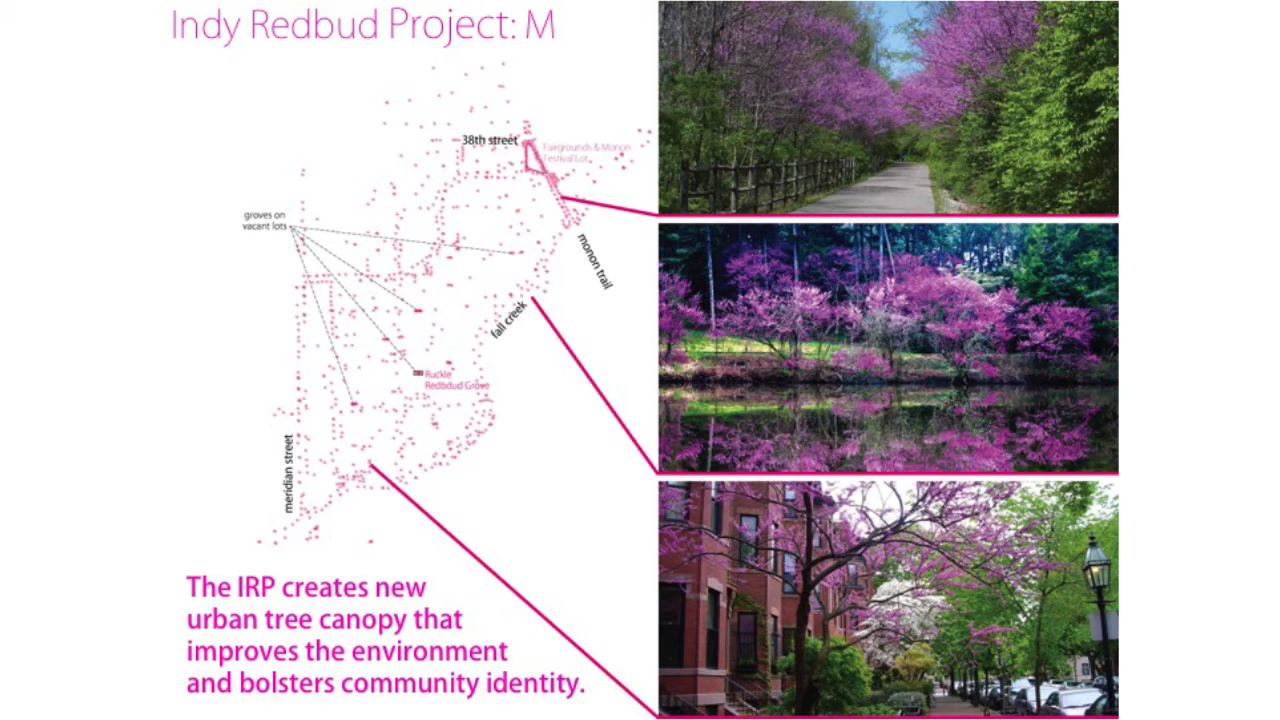 Indy Redbud Project: M
38th street
Fairgrounds & Monon
Festival Lot
groves on
vacant lots
monon trail
fall creek
Ruckle
Redbdud Grove
meridian street
The IRP creates new
urban tree canopy that
improves the environment
and bolsters community identity.